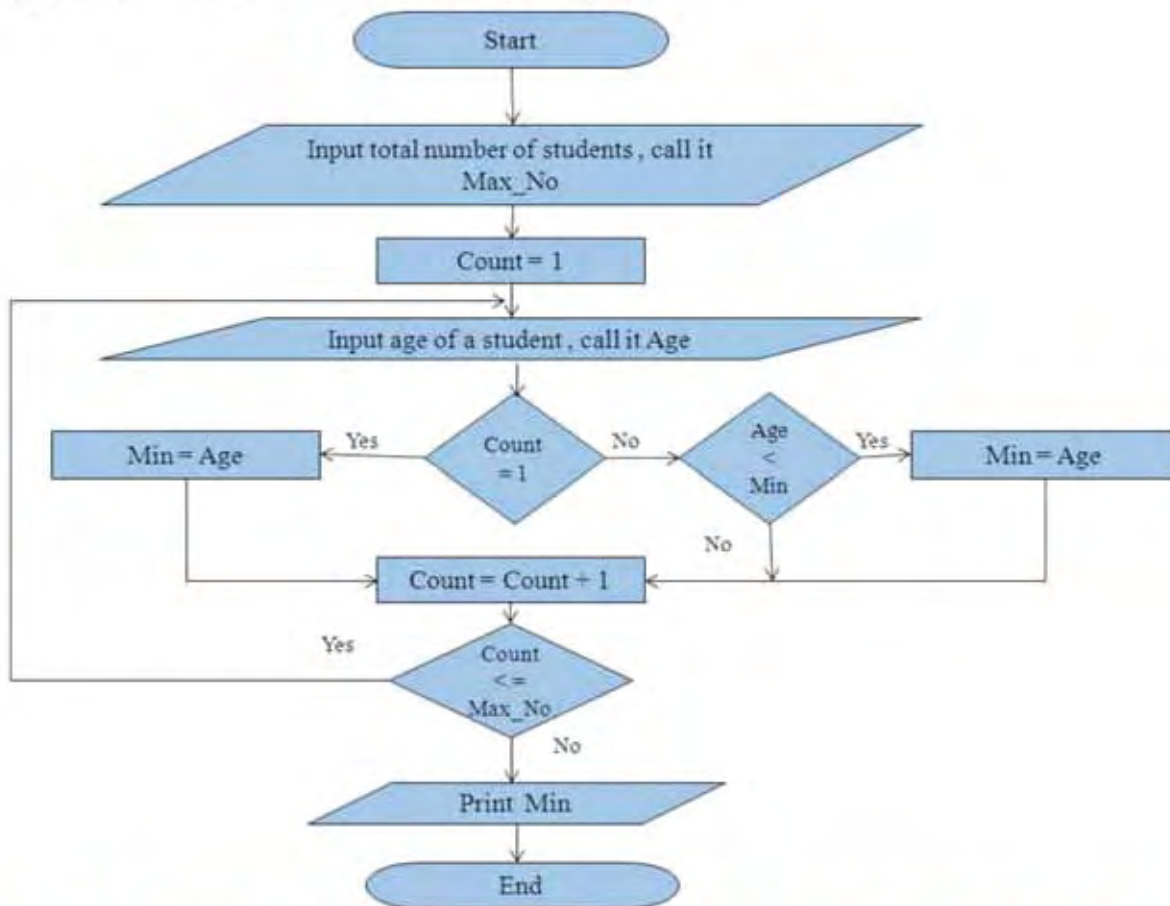 Start
Input total number of students , call it
Max_No
Count = 1
Input age of a student , call it Age
Min = Age
Yes
Count
= 1
No
Age
<
Min
Yes
Min = Age
No
Count = Count + 1
Yes
Count
< =
Max_No
No
Print Min
End